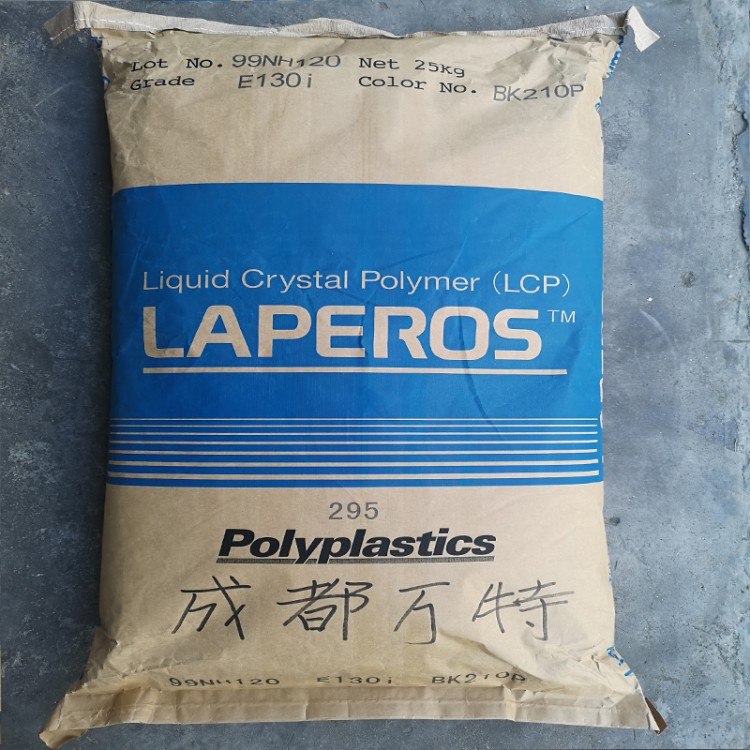 Lot No. 99NH120 Net 25kg
Grade E130i Color No. BK210P
Liquid Crystal Polymer (LCP)
LAPEROS™
295
Polyplastics
成都万特
99NH120 E130i BK210P